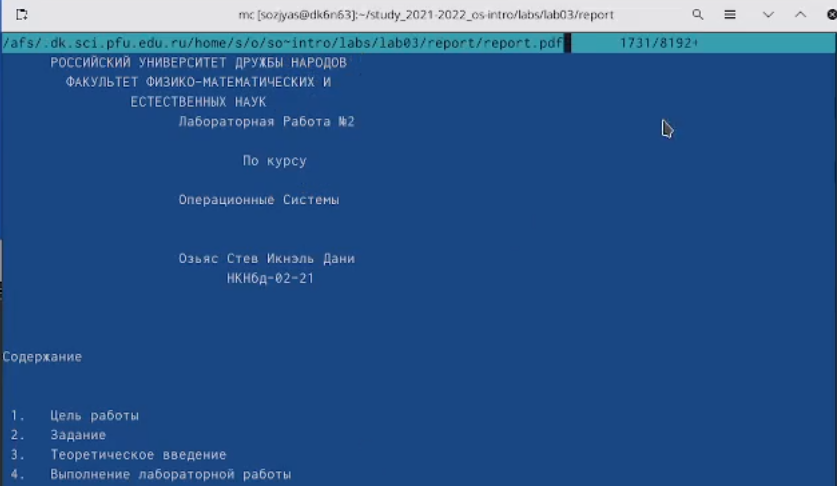 mc [sozjyas@dk6n63]:~/study_2021-2022_os-intro/labs/lab03/report
/afs/.dk.sci.pfu.edu.ru/home/s/o/so~intro/labs/lab03/report/report.pdf 1731/8192+
РОССИЙСКИЙ УНИВЕРСИТЕТ ДРУЖБЫ НАРОДОВ
ФАКУЛЬТЕТ ФИЗИКО-МАТЕМАТИЧЕСКИХ И
ЕСТЕСТВЕННЫХ НАУК
Лабораторная Работа №2
По курсу
Операционные Системы
Озьяс Стев Икнэль Дани
НКНбд-02-21
Содержание
1. Цель работы
2. Задание
3. Теоретическое введение
4. Выполнение лабораторной работы